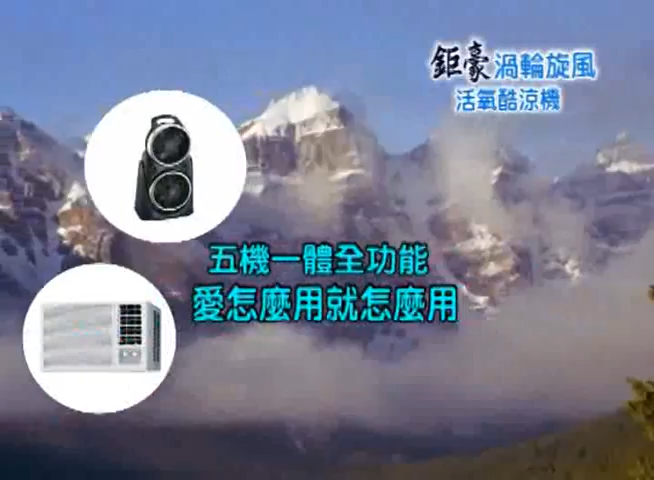 鉅豪渦輪旋風
活氧酷涼機
五機一體全功能
愛怎麼用就怎麼用